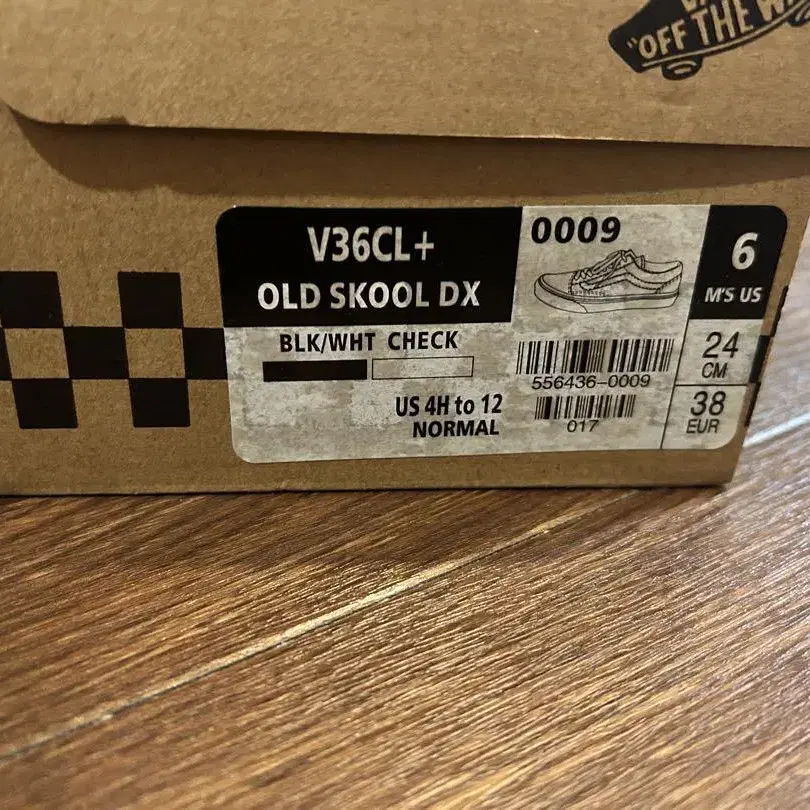 "OFF THE W
V36CL+
OLD SKOOL DX
0009
6
M'S US
BLK/WHT CHECK
556436-0009
24
CM
US 4H to 12
NORMAL
017
38
EUR